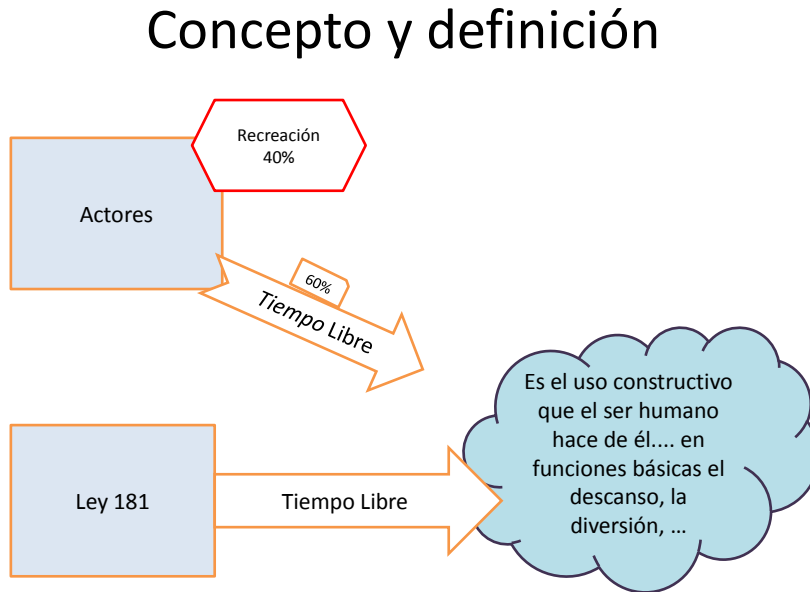 Concepto y definición
Recreación
40%
Actores
60%
Tiempo Libre
Es el uso constructivo
que el ser humano
hace de él.... en
funciones básicas el
descanso, la
diversión, ...
Ley 181
Tiempo Libre